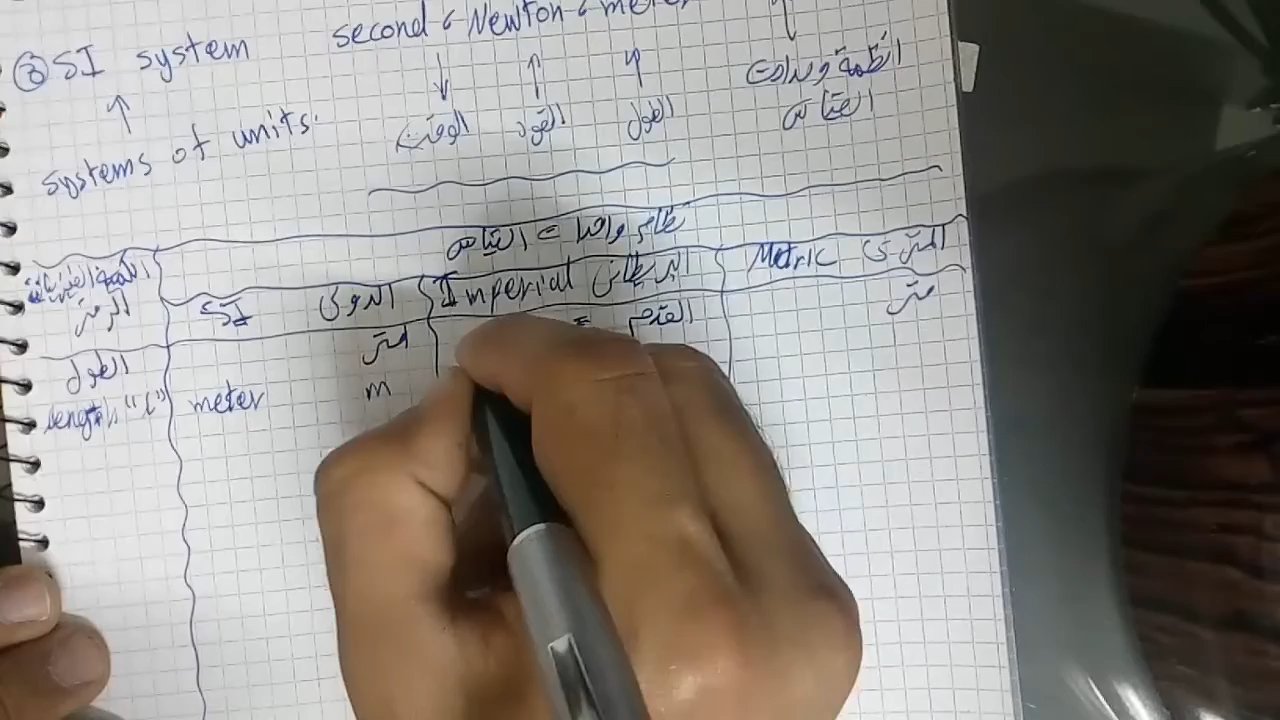 ③ SI system second، Newton، meter
الوقت القوة الطول أنظمة وحدات
systems of units. القياس
نظام وحدات القياس
الكمية الفيزيائية SI الدولي Imperial البريطاني Metric المتري
الرمز متر القدم متر
الطول
length "L" meter m